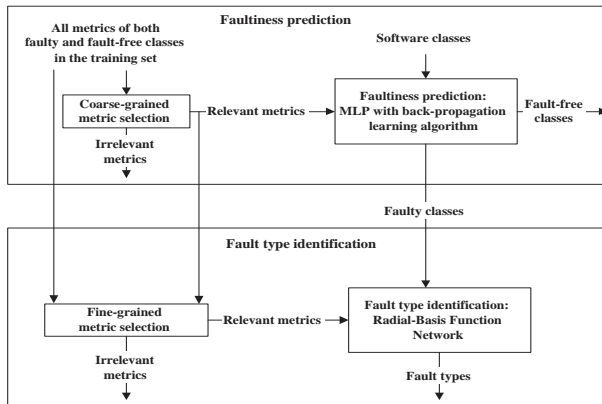 Faultiness prediction
All metrics of both
faulty and fault-free classes
in the training set
Software classes
Coarse-grained
metric selection
Relevant metrics
Faultiness prediction:
MLP with back-propagation
learning algorithm
Fault-free
classes
Irrelevant
metrics
Faulty classes
Fault type identification
Fine-grained
metric selection
Relevant metrics
Fault type identification:
Radial-Basis Function
Network
Irrelevant
metrics
Fault types